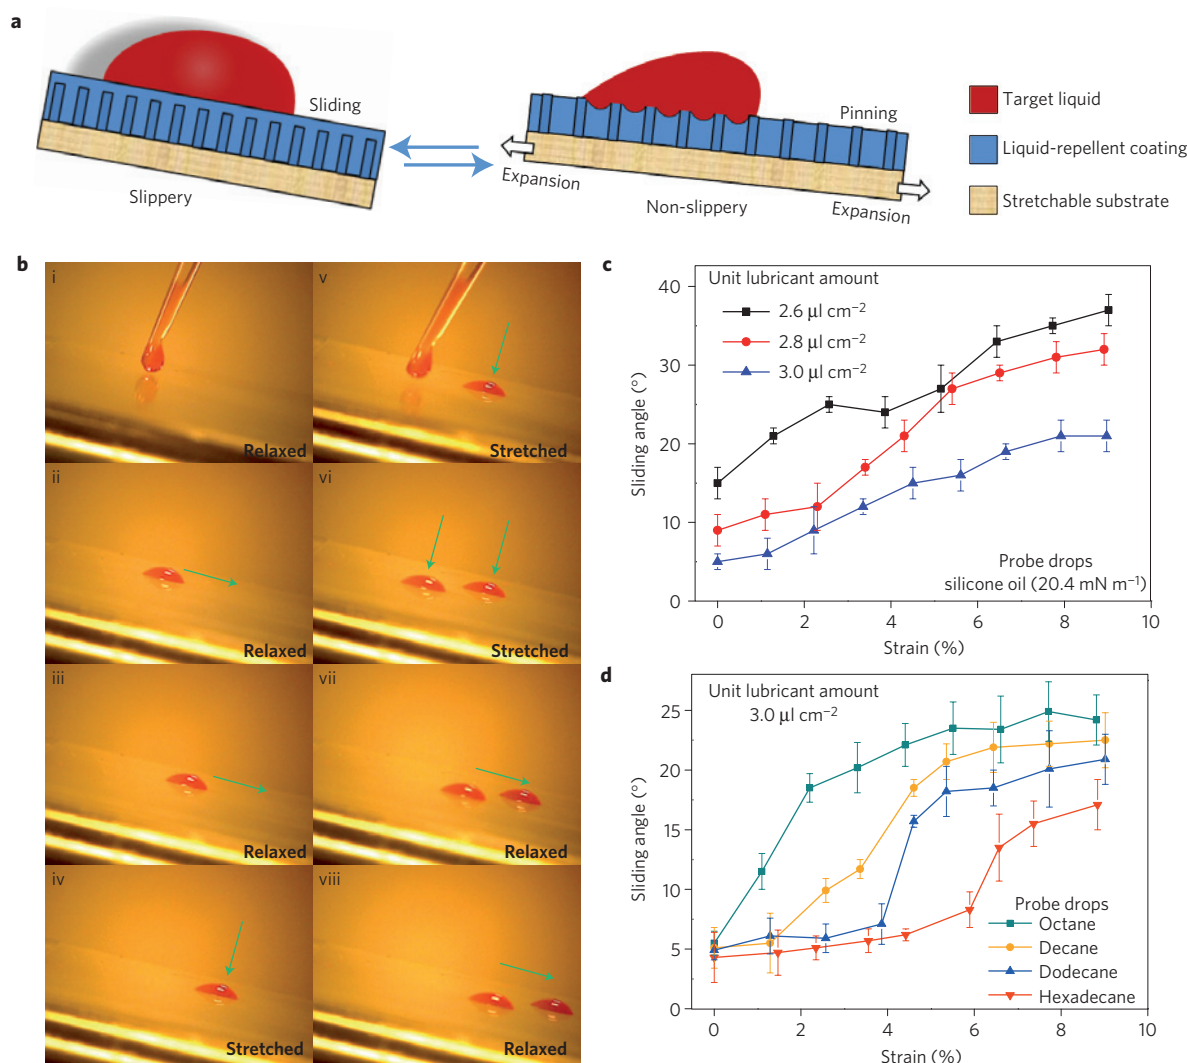 a
Sliding
Slippery
Expansion
Pinning
Non-slippery
Expansion
Target liquid
Liquid-repellent coating
Stretchable substrate
b
i
Relaxed
v
Stretched
ii
Relaxed
vi
Stretched
iii
Relaxed
vii
Relaxed
iv
Stretched
viii
Relaxed
c
Unit lubricant amount
2.6 µl cm⁻²
2.8 µl cm⁻²
3.0 µl cm⁻²
Sliding angle (°)
40
30
20
10
0
Probe drops
silicone oil (20.4 mN m⁻¹)
0 2 4 6 8 10
Strain (%)
d
Unit lubricant amount
3.0 µl cm⁻²
Sliding angle (°)
25
20
15
10
5
0
Probe drops
Octane
Decane
Dodecane
Hexadecane
0 2 4 6 8 10
Strain (%)